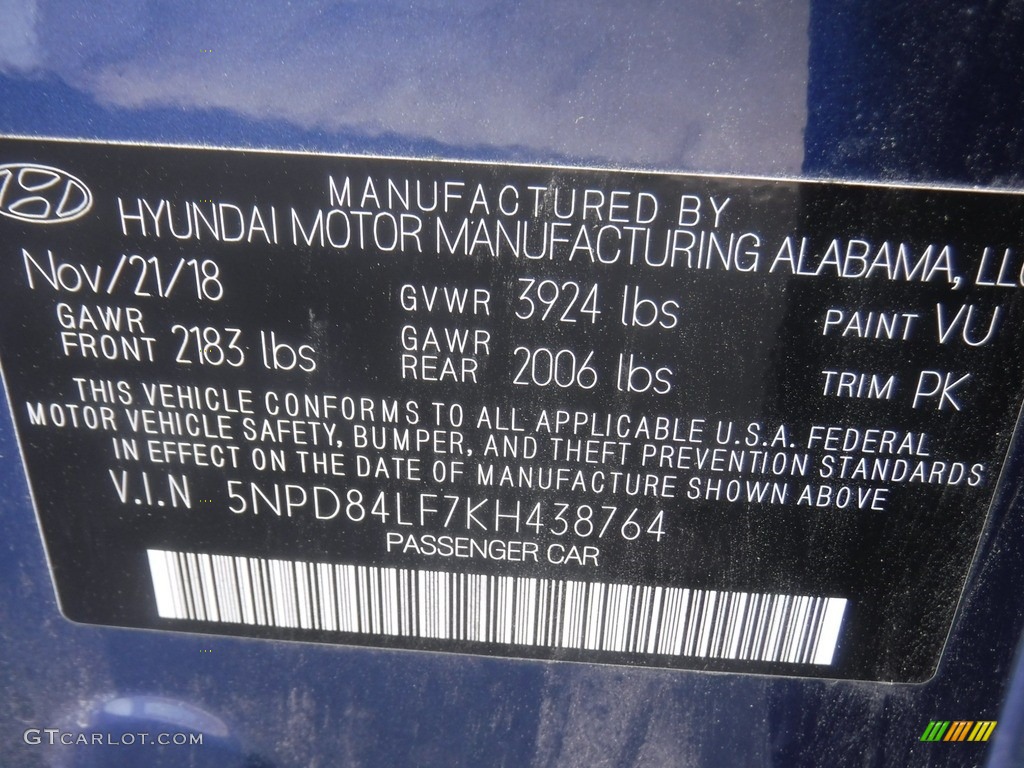 MANUFACTURED BY
HYUNDAI MOTOR MANUFACTURING ALABAMA, LLC
Nov/21/18
GVWR 3924 lbs
PAINT VU
GAWR FRONT 2183 lbs
GAWR REAR 2006 lbs
TRIM PK
THIS VEHICLE CONFORMS TO ALL APPLICABLE U.S.A. FEDERAL
MOTOR VEHICLE SAFETY, BUMPER, AND THEFT PREVENTION STANDARDS
IN EFFECT ON THE DATE OF MANUFACTURE SHOWN ABOVE
V.I.N 5NPD84LF7KH438764
PASSENGER CAR
GTCARLOT.COM